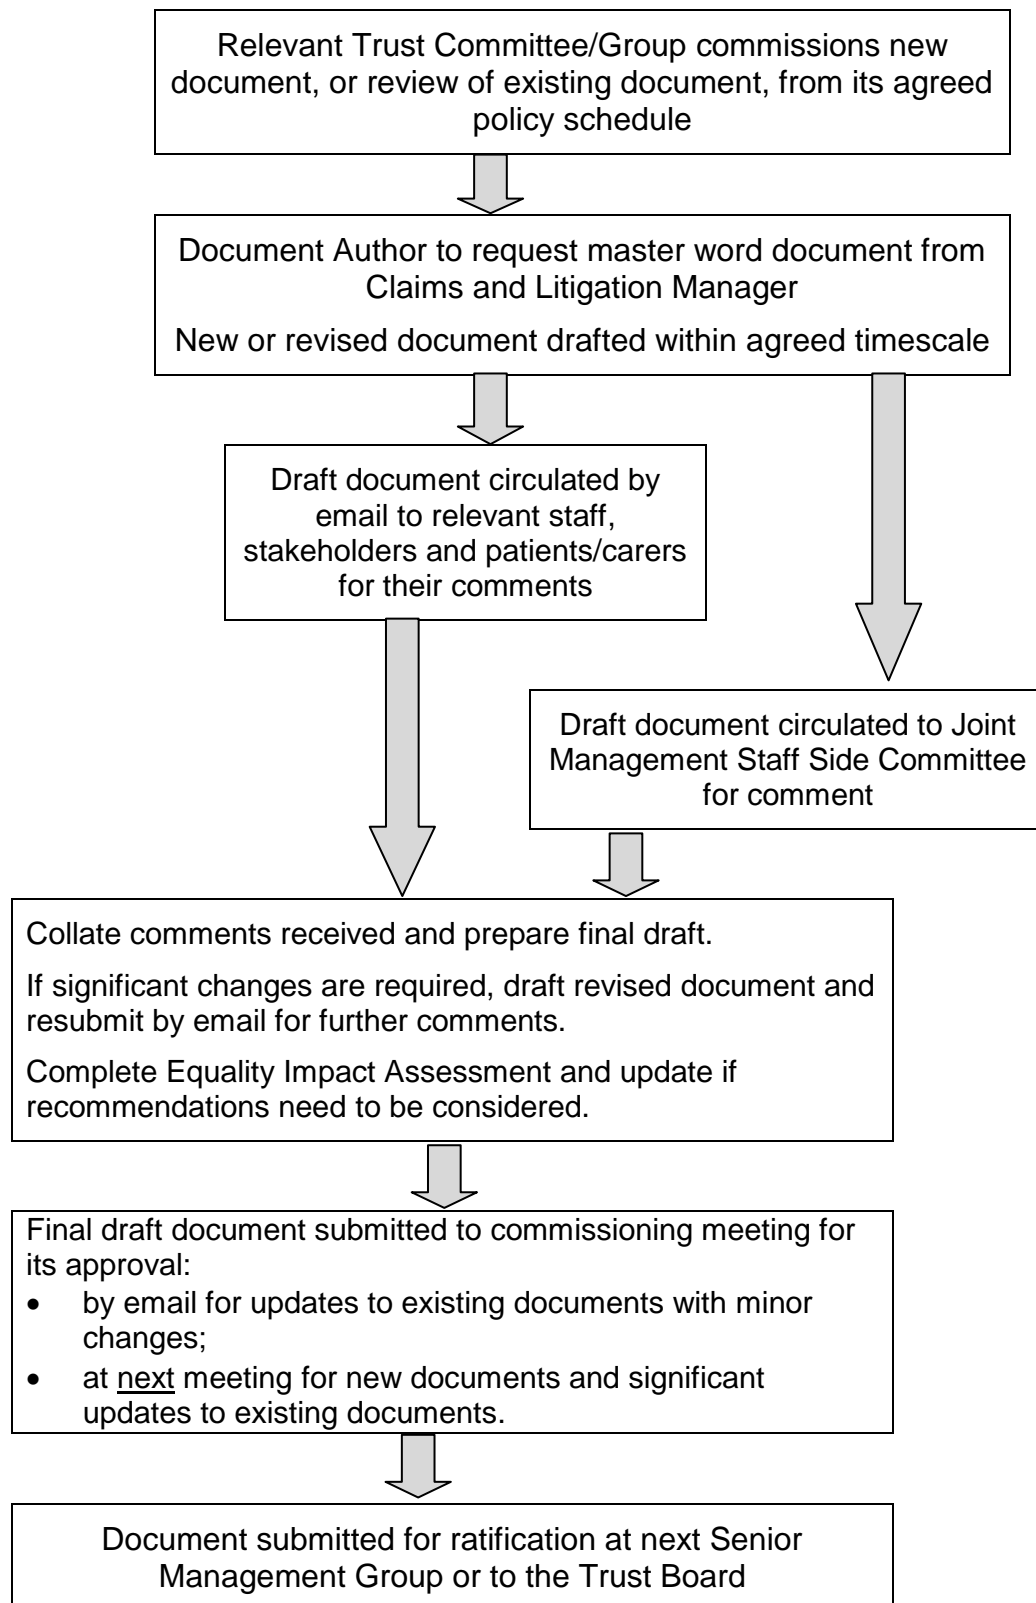 Relevant Trust Committee/Group commissions new
document, or review of existing document, from its agreed
policy schedule
Document Author to request master word document from
Claims and Litigation Manager
New or revised document drafted within agreed timescale
Draft document circulated by
email to relevant staff,
stakeholders and patients/carers
for their comments
Draft document circulated to Joint
Management Staff Side Committee
for comment
Collate comments received and prepare final draft.
If significant changes are required, draft revised document and
resubmit by email for further comments.
Complete Equality Impact Assessment and update if
recommendations need to be considered.
Final draft document submitted to commissioning meeting for
its approval:
• by email for updates to existing documents with minor
changes;
• at next meeting for new documents and significant
updates to existing documents.
Document submitted for ratification at next Senior
Management Group or to the Trust Board